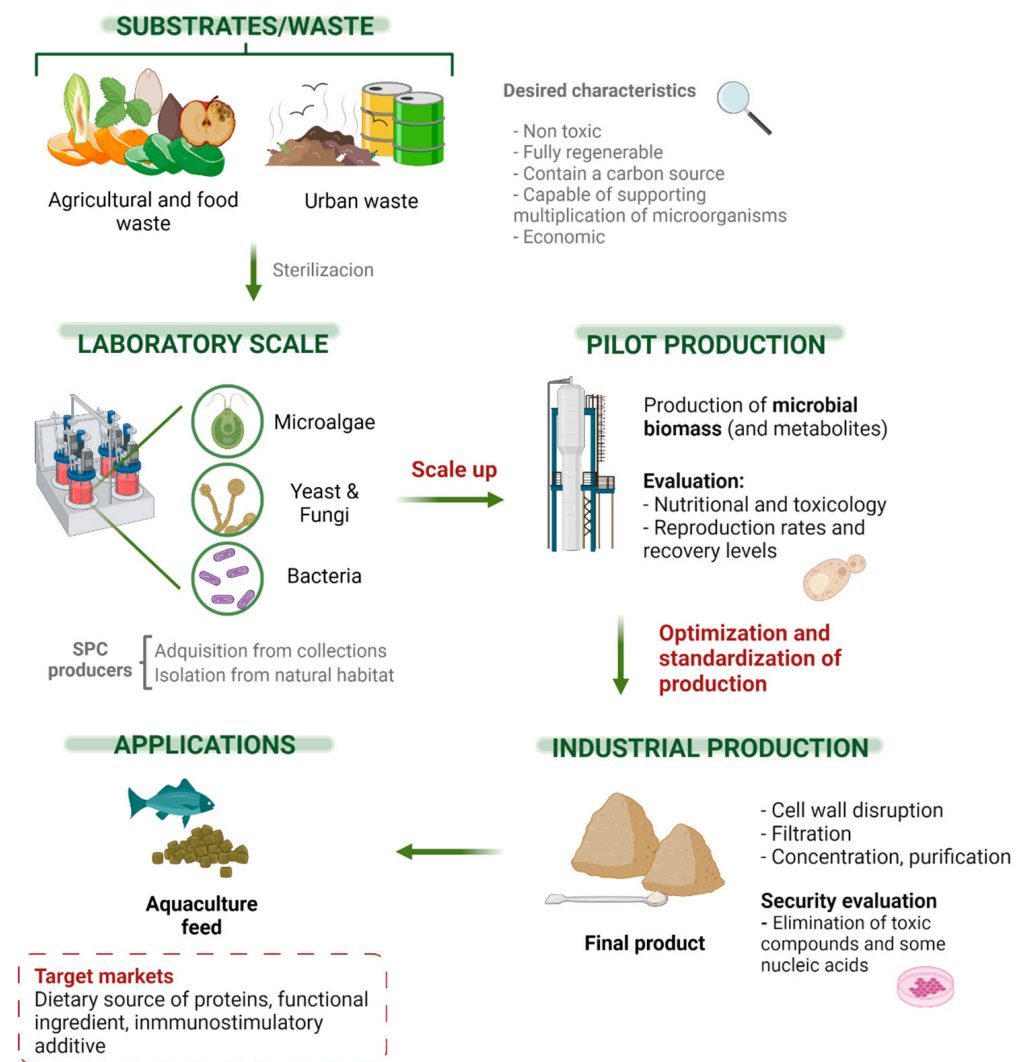 SUBSTRATES/WASTE
Agricultural and food
waste
Urban waste
Desired characteristics
- Non toxic
- Fully regenerable
- Contain a carbon source
- Capable of supporting
multiplication of microorganisms
- Economic
Sterilizacion
LABORATORY SCALE
Microalgae
Yeast &
Fungi
Bacteria
SPC
producers
Adquisition from collections
Isolation from natural habitat
Scale up
PILOT PRODUCTION
Production of microbial
biomass (and metabolites)
Evaluation:
- Nutritional and toxicology
- Reproduction rates and
recovery levels
Optimization and
standardization of
production
INDUSTRIAL PRODUCTION
- Cell wall disruption
- Filtration
- Concentration, purification
Security evaluation
- Elimination of toxic
compounds and some
nucleic acids
Final product
APPLICATIONS
Aquaculture
feed
Target markets
Dietary source of proteins, functional
ingredient, inmmunostimulatory
additive